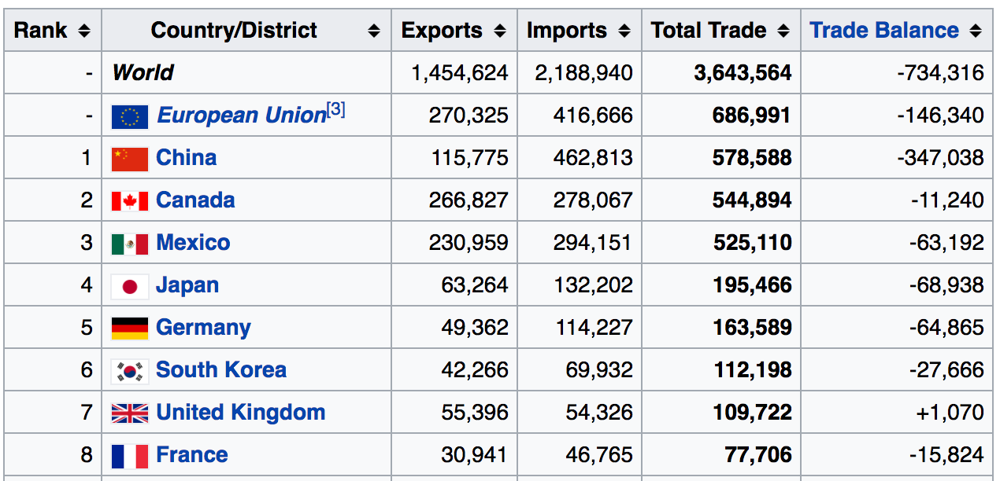 Rank Country/District Exports Imports Total Trade Trade Balance
- World 1,454,624 2,188,940 3,643,564 -734,316
- European Union[3] 270,325 416,666 686,991 -146,340
1 China 115,775 462,813 578,588 -347,038
2 Canada 266,827 278,067 544,894 -11,240
3 Mexico 230,959 294,151 525,110 -63,192
4 Japan 63,264 132,202 195,466 -68,938
5 Germany 49,362 114,227 163,589 -64,865
6 South Korea 42,266 69,932 112,198 -27,666
7 United Kingdom 55,396 54,326 109,722 +1,070
8 France 30,941 46,765 77,706 -15,824